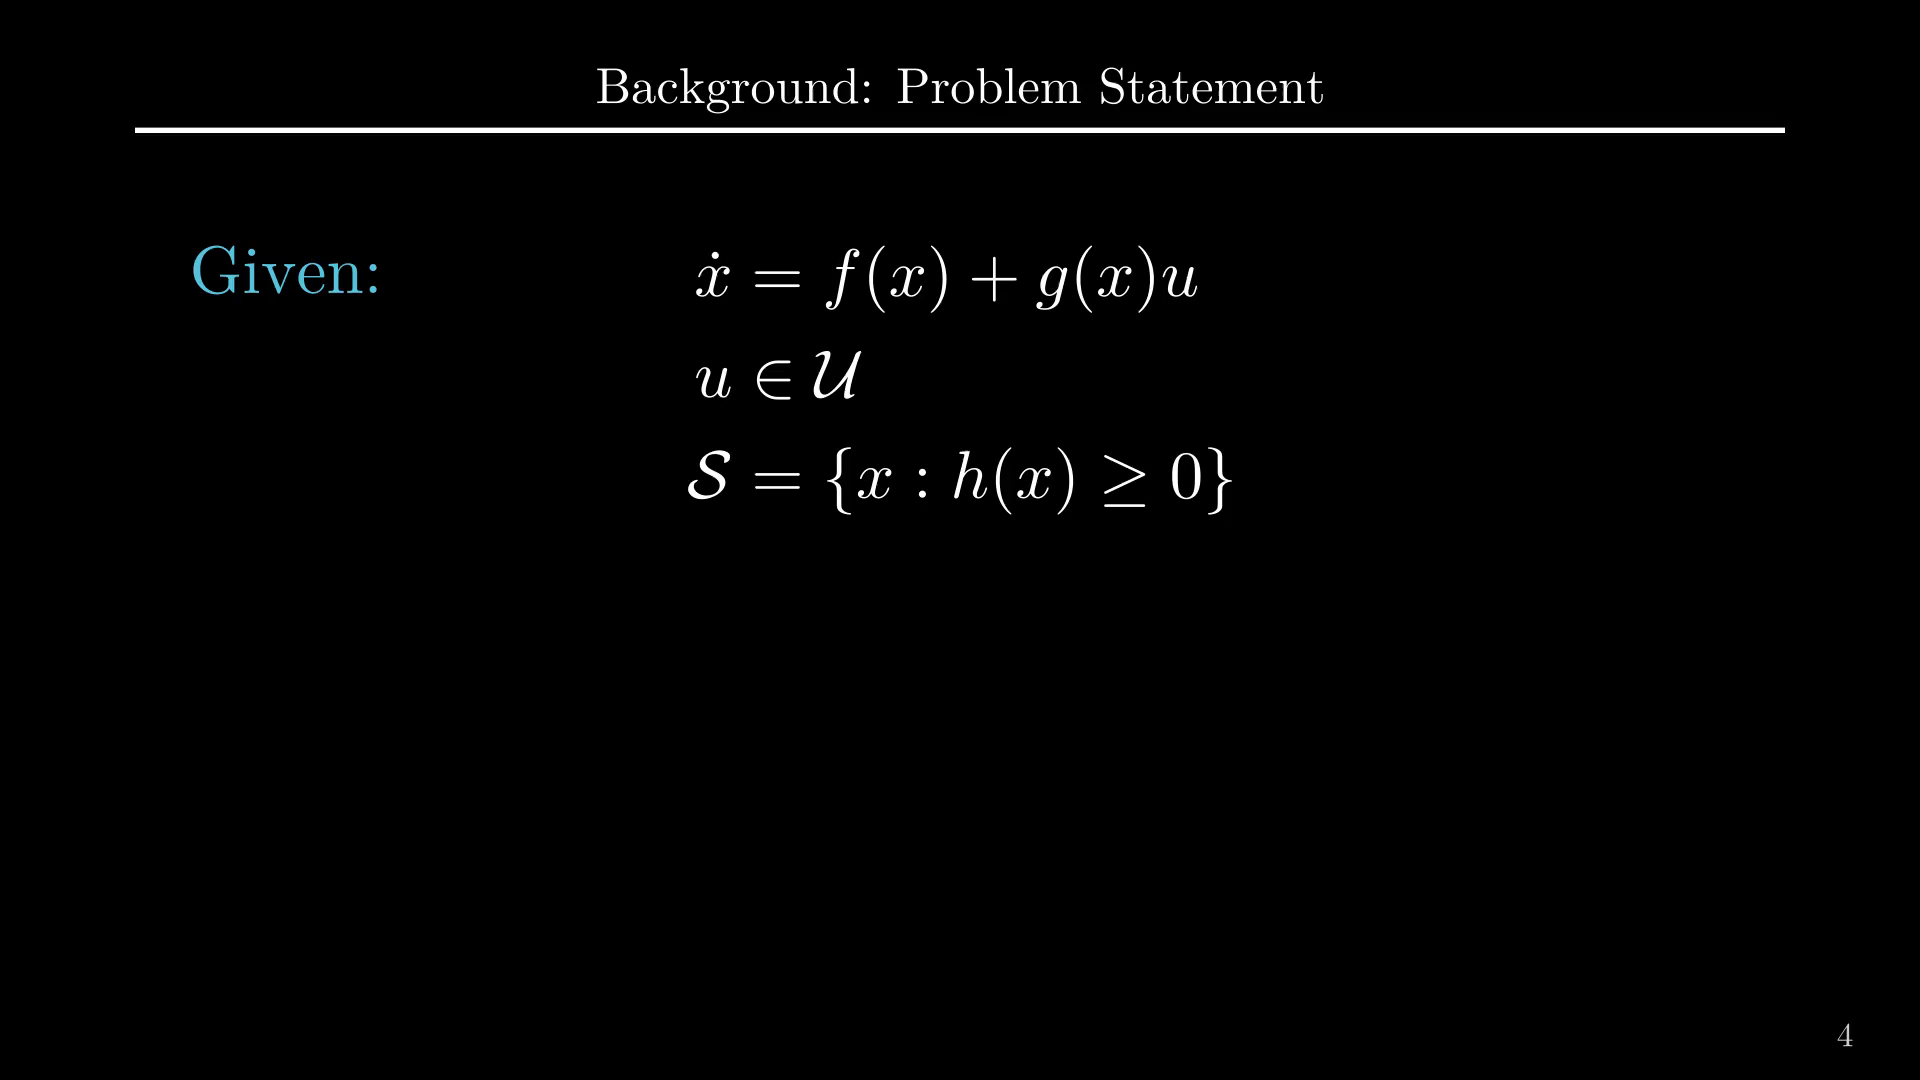 Background: Problem Statement
Given: ẋ = f(x) + g(x)u
u ∈ 𝒰
𝒮 = {x : h(x) ≥ 0}
4